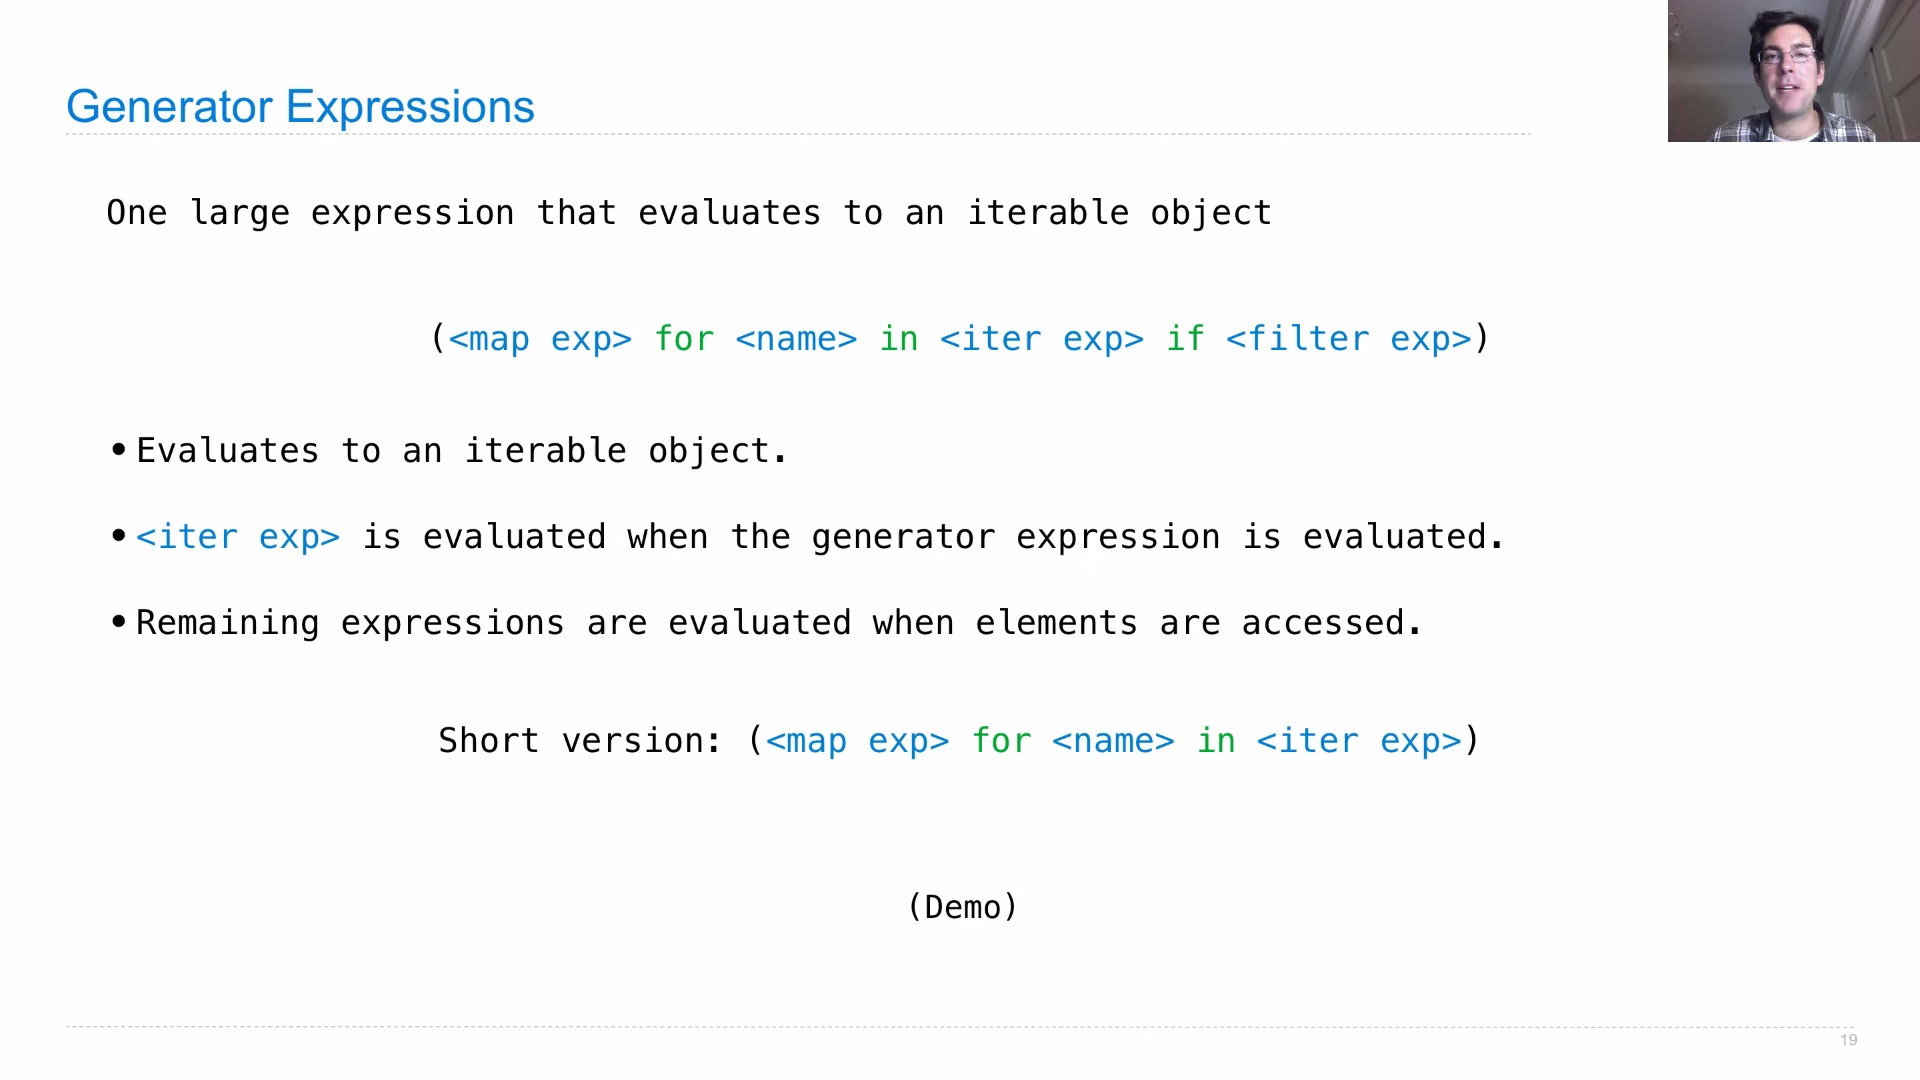 Generator Expressions
One large expression that evaluates to an iterable object
(<map exp> for <name> in <iter exp> if <filter exp>)
•Evaluates to an iterable object.
•<iter exp> is evaluated when the generator expression is evaluated.
•Remaining expressions are evaluated when elements are accessed.
Short version: (<map exp> for <name> in <iter exp>)
(Demo)
19